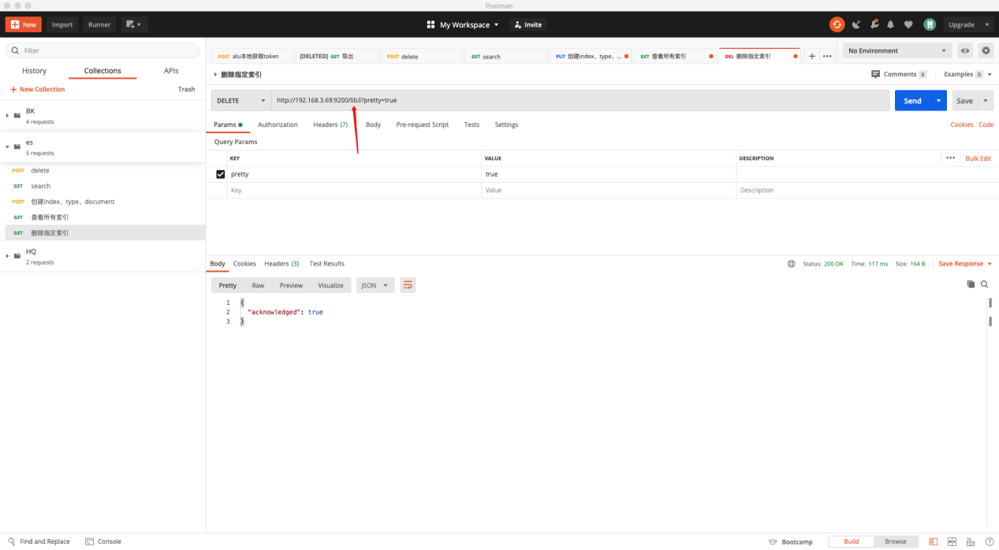 Postman
New Import Runner My Workspace Invite Upgrade
Filter
History Collections APIs
New Collection Trash
BK
4 requests
es
5 requests
POST delete
GET search
POST 创建index、type、document
GET 查看所有索引
GET 删除指定索引
HQ
2 requests
POST alu本地获取token [DELETED] GET 导出 POST delete GET search PUT 创建index、type、... GET 查看所有索引 DEL 删除指定索引 No Environment
删除指定索引 Comments 0 Examples 0
DELETE http://192.168.3.69:9200/lib3?pretty=true Send Save
Params Authorization Headers (7) Body Pre-request Script Tests Settings Cookies Code
Query Params
KEY VALUE DESCRIPTION Bulk Edit
pretty true
Key Value Description
Body Cookies Headers (3) Test Results Status: 200 OK Time: 117 ms Size: 164 B Save Response
Pretty Raw Preview Visualize JSON
1 {
2 "acknowledged": true
3 }
Find and Replace Console Bootcamp Build Browse